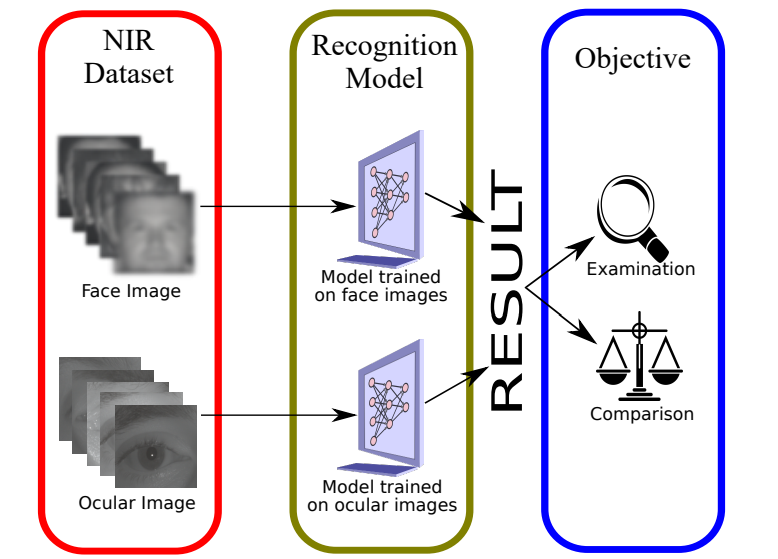 NIR
Dataset
Recognition
Model
Objective
Face Image
Model trained
on face images
RESULT
Examination
Comparison
Ocular Image
Model trained
on ocular images